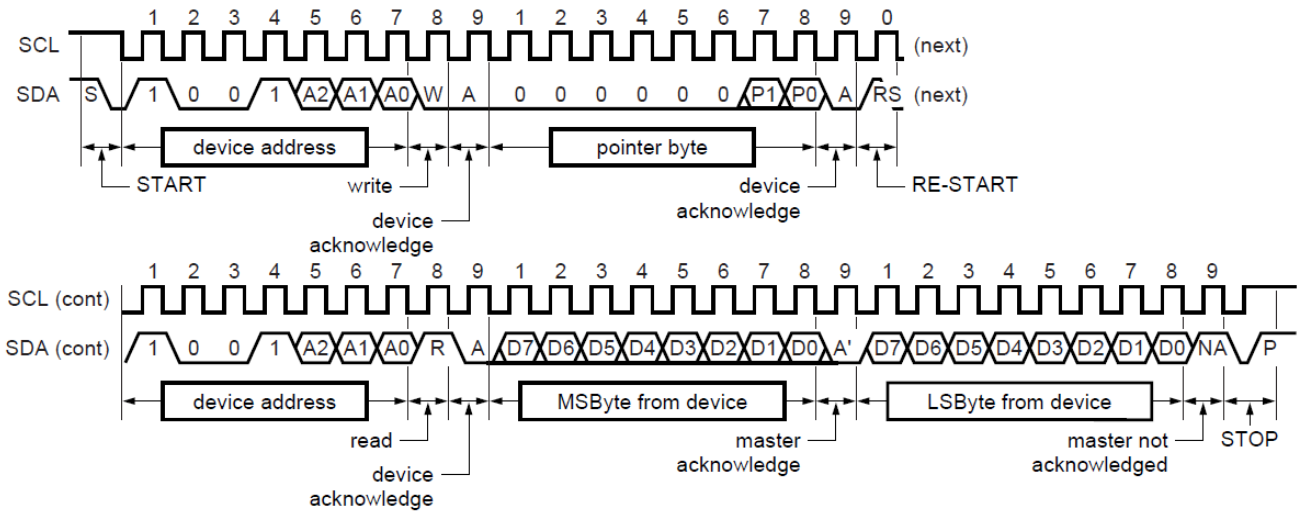 1 2 3 4 5 6 7 8 9 1 2 3 4 5 6 7 8 9 0
SCL (next)
SDA S 1 0 0 1 A2 A1 A0 W A 0 0 0 0 0 0 P1 P0 A RS (next)
device address pointer byte
START write device RE-START
device acknowledge
acknowledge
1 2 3 4 5 6 7 8 9 1 2 3 4 5 6 7 8 9 1 2 3 4 5 6 7 8 9
SCL (cont)
SDA (cont) 1 0 0 1 A2 A1 A0 R A D7 D6 D5 D4 D3 D2 D1 D0 A' D7 D6 D5 D4 D3 D2 D1 D0 NA P
device address MSByte from device LSByte from device
read master master not STOP
device acknowledge acknowledged
acknowledge